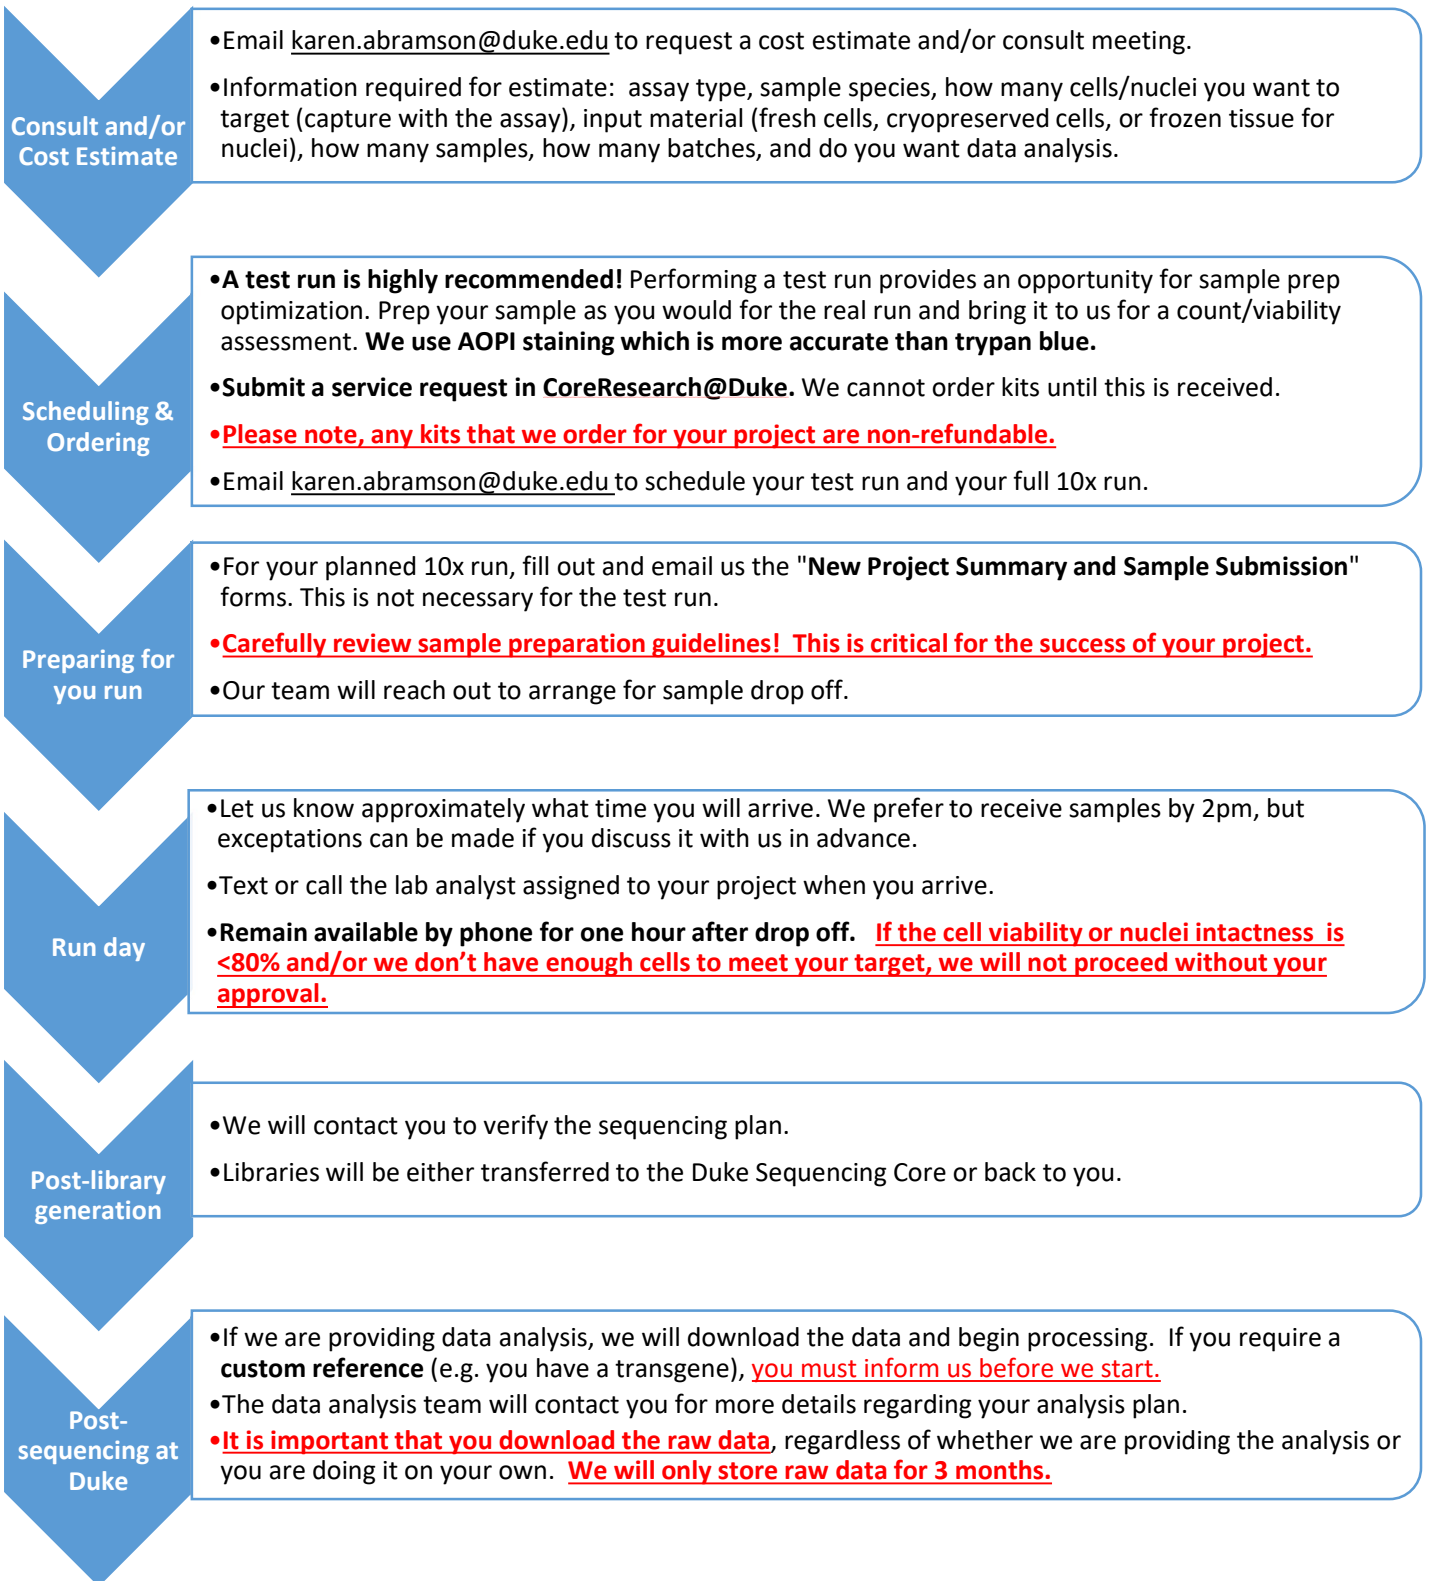 Consult and/or
Cost Estimate
•Email karen.abramson@duke.edu to request a cost estimate and/or consult meeting.
•Information required for estimate:  assay type, sample species, how many cells/nuclei you want to
target (capture with the assay), input material (fresh cells, cryopreserved cells, or frozen tissue for
nuclei), how many samples, how many batches, and do you want data analysis.
Scheduling &
Ordering
•A test run is highly recommended! Performing a test run provides an opportunity for sample prep
optimization. Prep your sample as you would for the real run and bring it to us for a count/viability
assessment. We use AOPI staining which is more accurate than trypan blue.
•Submit a service request in CoreResearch@Duke. We cannot order kits until this is received.
•Please note, any kits that we order for your project are non-refundable.
•Email karen.abramson@duke.edu to schedule your test run and your full 10x run.
Preparing for
you run
•For your planned 10x run, fill out and email us the "New Project Summary and Sample Submission"
forms. This is not necessary for the test run.
•Carefully review sample preparation guidelines!  This is critical for the success of your project.
•Our team will reach out to arrange for sample drop off.
Run day
•Let us know approximately what time you will arrive. We prefer to receive samples by 2pm, but
exceptations can be made if you discuss it with us in advance.
•Text or call the lab analyst assigned to your project when you arrive.
•Remain available by phone for one hour after drop off.   If the cell viability or nuclei intactness  is
<80% and/or we don’t have enough cells to meet your target, we will not proceed without your
approval.
Post-library
generation
•We will contact you to verify the sequencing plan.
•Libraries will be either transferred to the Duke Sequencing Core or back to you.
Post-
sequencing at
Duke
•If we are providing data analysis, we will download the data and begin processing.  If you require a
custom reference (e.g. you have a transgene), you must inform us before we start.
•The data analysis team will contact you for more details regarding your analysis plan.
•It is important that you download the raw data, regardless of whether we are providing the analysis or
you are doing it on your own.  We will only store raw data for 3 months.